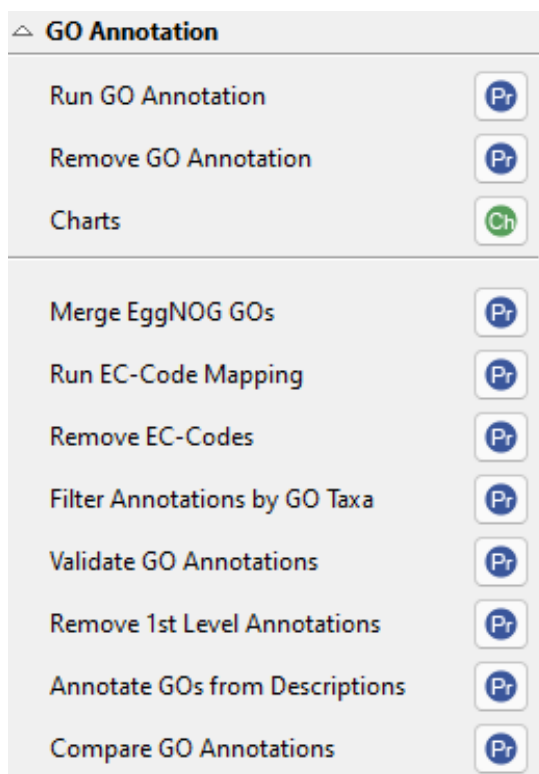 GO Annotation
Run GO Annotation Pr
Remove GO Annotation Pr
Charts Ch
Merge EggNOG GOs Pr
Run EC-Code Mapping Pr
Remove EC-Codes Pr
Filter Annotations by GO Taxa Pr
Validate GO Annotations Pr
Remove 1st Level Annotations Pr
Annotate GOs from Descriptions Pr
Compare GO Annotations Pr